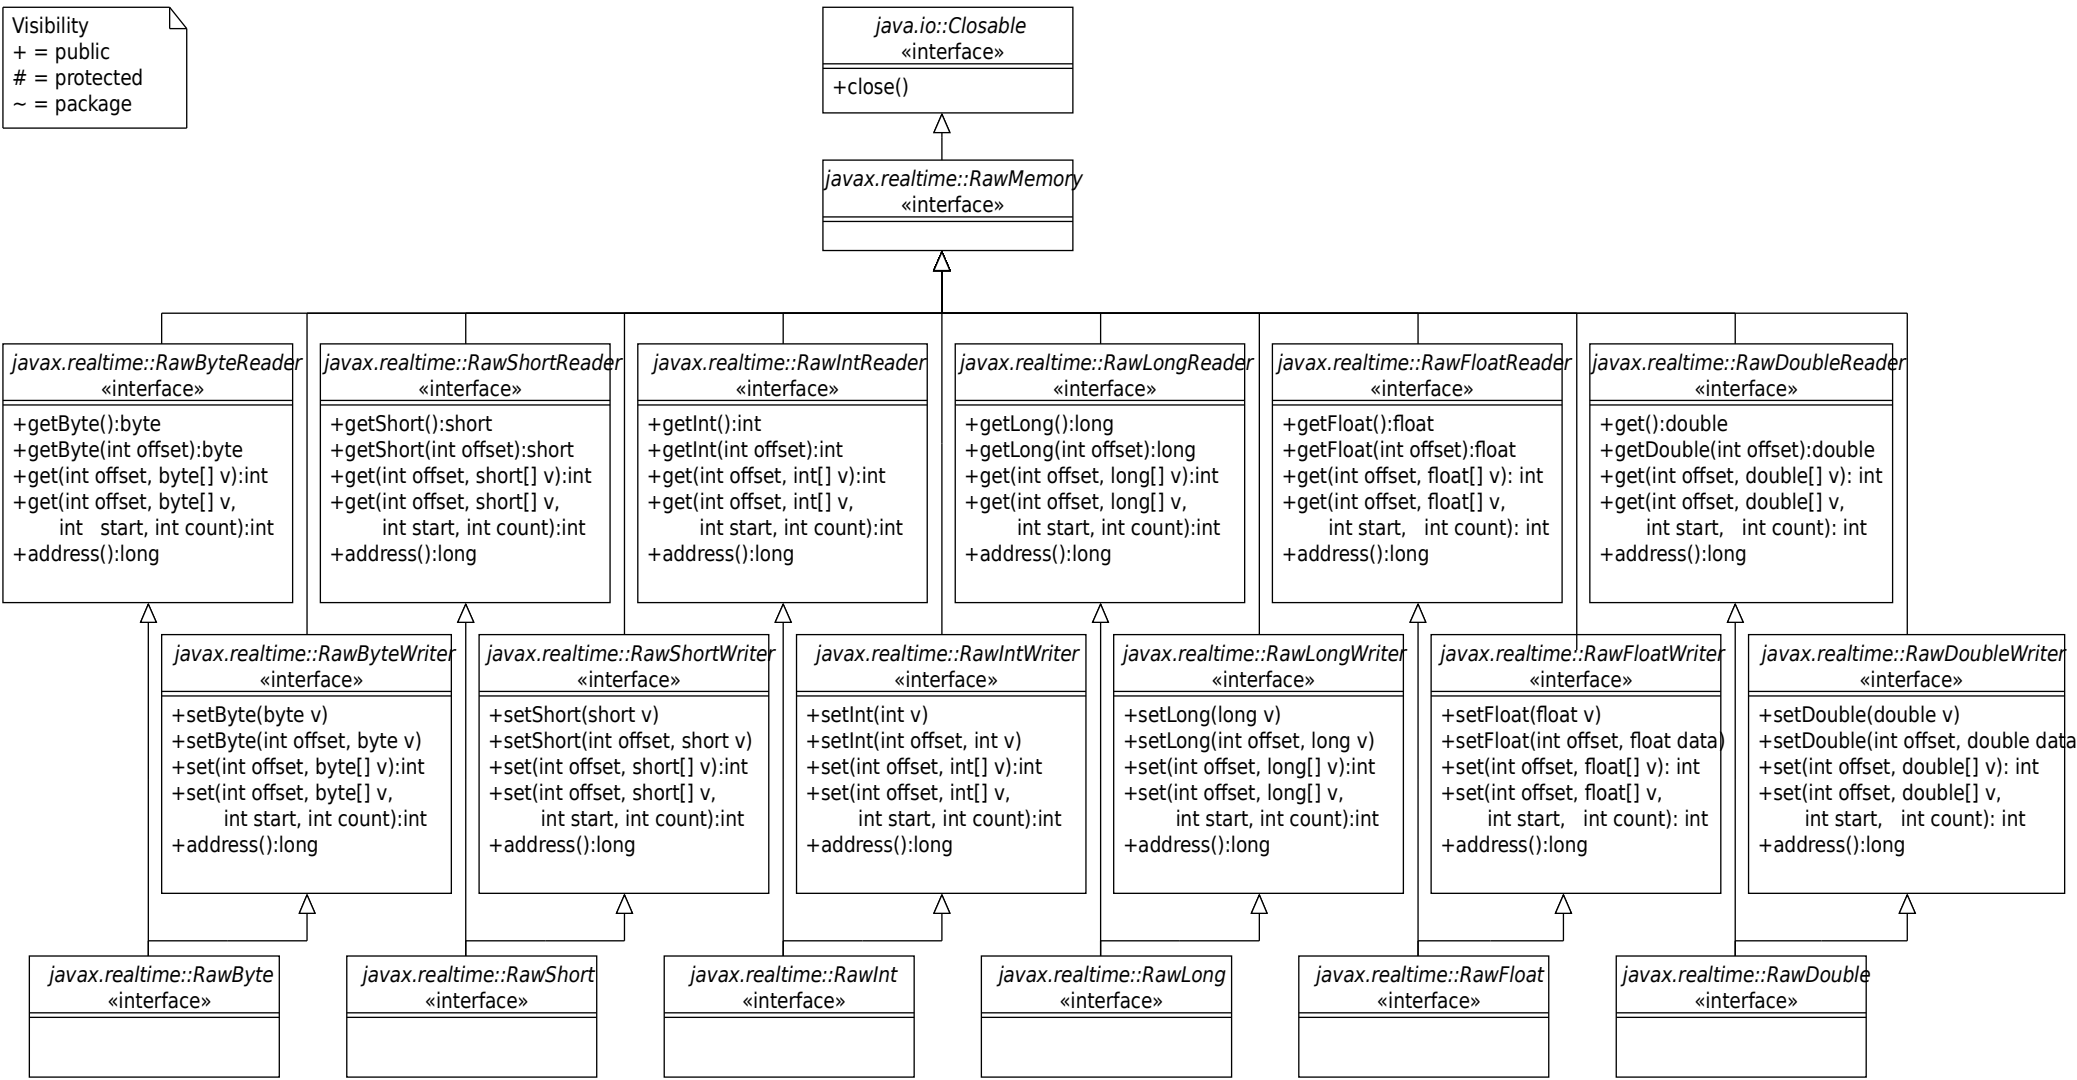 Visibility
+ = public
# = protected
~ = package
java.io::Closable
«interface»
+close()
javax.realtime::RawMemory
«interface»
javax.realtime::RawByteReader
«interface»
+getByte():byte
+getByte(int offset):byte
+get(int offset, byte[] v):int
+get(int offset, byte[] v,
int start, int count):int
+address():long
javax.realtime::RawShortReader
«interface»
+getShort():short
+getShort(int offset):short
+get(int offset, short[] v):int
+get(int offset, short[] v,
int start, int count):int
+address():long
javax.realtime::RawIntReader
«interface»
+getInt():int
+getInt(int offset):int
+get(int offset, int[] v):int
+get(int offset, int[] v,
int start, int count):int
+address():long
javax.realtime::RawLongReader
«interface»
+getLong():long
+getLong(int offset):long
+get(int offset, long[] v):int
+get(int offset, long[] v,
int start, int count):int
+address():long
javax.realtime::RawFloatReader
«interface»
+getFloat():float
+getFloat(int offset):float
+get(int offset, float[] v): int
+get(int offset, float[] v,
int start, int count): int
+address():long
javax.realtime::RawDoubleReader
«interface»
+get():double
+getDouble(int offset):double
+get(int offset, double[] v): int
+get(int offset, double[] v,
int start, int count): int
+address():long
javax.realtime::RawByteWriter
«interface»
+setByte(byte v)
+setByte(int offset, byte v)
+set(int offset, byte[] v):int
+set(int offset, byte[] v,
int start, int count):int
+address():long
javax.realtime::RawShortWriter
«interface»
+setShort(short v)
+setShort(int offset, short v)
+set(int offset, short[] v):int
+set(int offset, short[] v,
int start, int count):int
+address():long
javax.realtime::RawIntWriter
«interface»
+setInt(int v)
+setInt(int offset, int v)
+set(int offset, int[] v):int
+set(int offset, int[] v,
int start, int count):int
+address():long
javax.realtime::RawLongWriter
«interface»
+setLong(long v)
+setLong(int offset, long v)
+set(int offset, long[] v):int
+set(int offset, long[] v,
int start, int count):int
+address():long
javax.realtime::RawFloatWriter
«interface»
+setFloat(float v)
+setFloat(int offset, float data)
+set(int offset, float[] v): int
+set(int offset, float[] v,
int start, int count): int
+address():long
javax.realtime::RawDoubleWriter
«interface»
+setDouble(double v)
+setDouble(int offset, double data
+set(int offset, double[] v): int
+set(int offset, double[] v,
int start, int count): int
+address():long
javax.realtime::RawByte
«interface»
javax.realtime::RawShort
«interface»
javax.realtime::RawInt
«interface»
javax.realtime::RawLong
«interface»
javax.realtime::RawFloat
«interface»
javax.realtime::RawDouble
«interface»